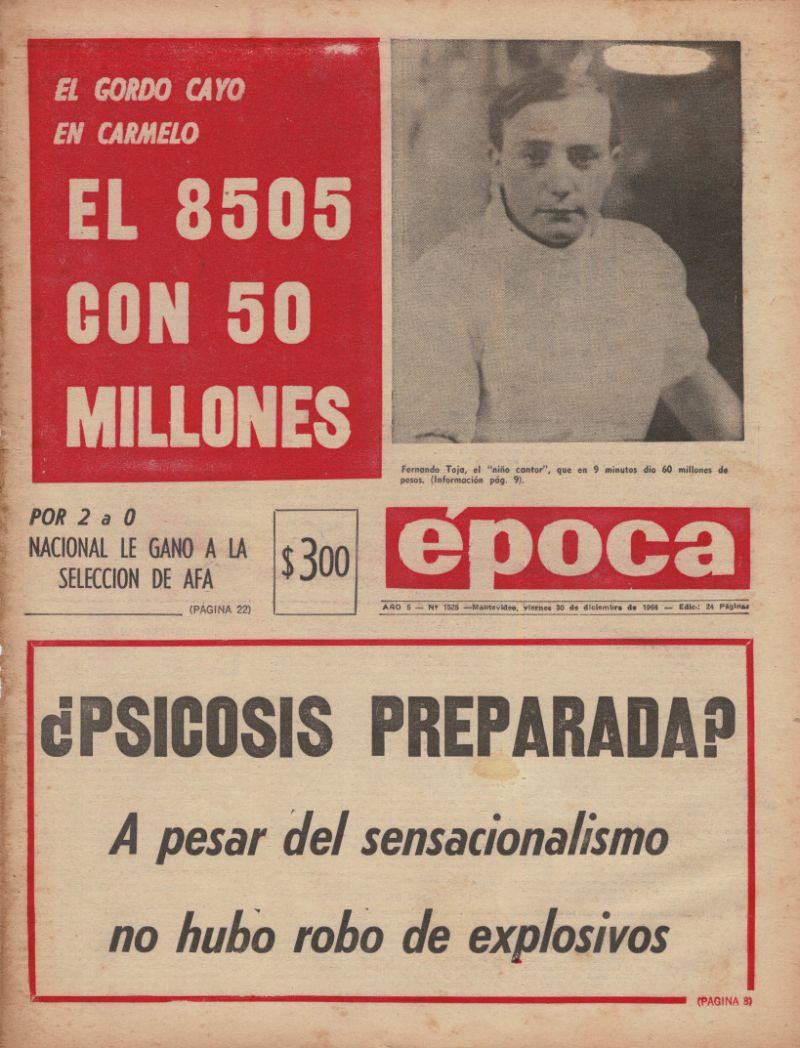 EL GORDO CAYO
EN CARMELO
EL 8505
CON 50
MILLONES
Fernando Toja, el "niño cantor", que en 9 minutos dio 60 millones de
pesos. (Información pág. 9).
POR 2 a 0
NACIONAL LE GANO A LA
SELECCION DE AFA
(PÁGINA 22)
$ 3.00
época
AÑO 5 — Nº 1525 —Montevideo, viernes 30 de diciembre de 1966 — Edic.: 24 Páginas
¿PSICOSIS PREPARADA?
A pesar del sensacionalismo
no hubo robo de explosivos
(PAGINA 8)